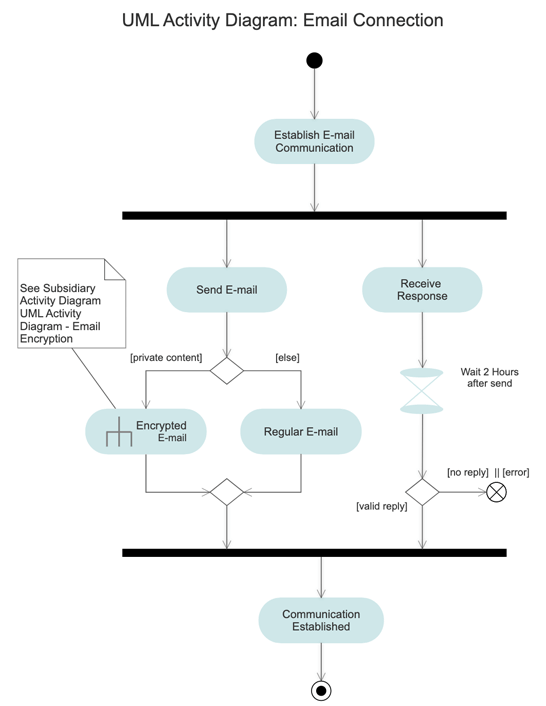 UML Activity Diagram: Email Connection
Establish E-mail
Communication
Send E-mail
Receive
Response
See Subsidiary
Activity Diagram
UML Activity
Diagram - Email
Encryption
[private content]
[else]
Wait 2 Hours
after send
Encrypted
E-mail
Regular E-mail
[no reply] || [error]
[valid reply]
Communication
Established